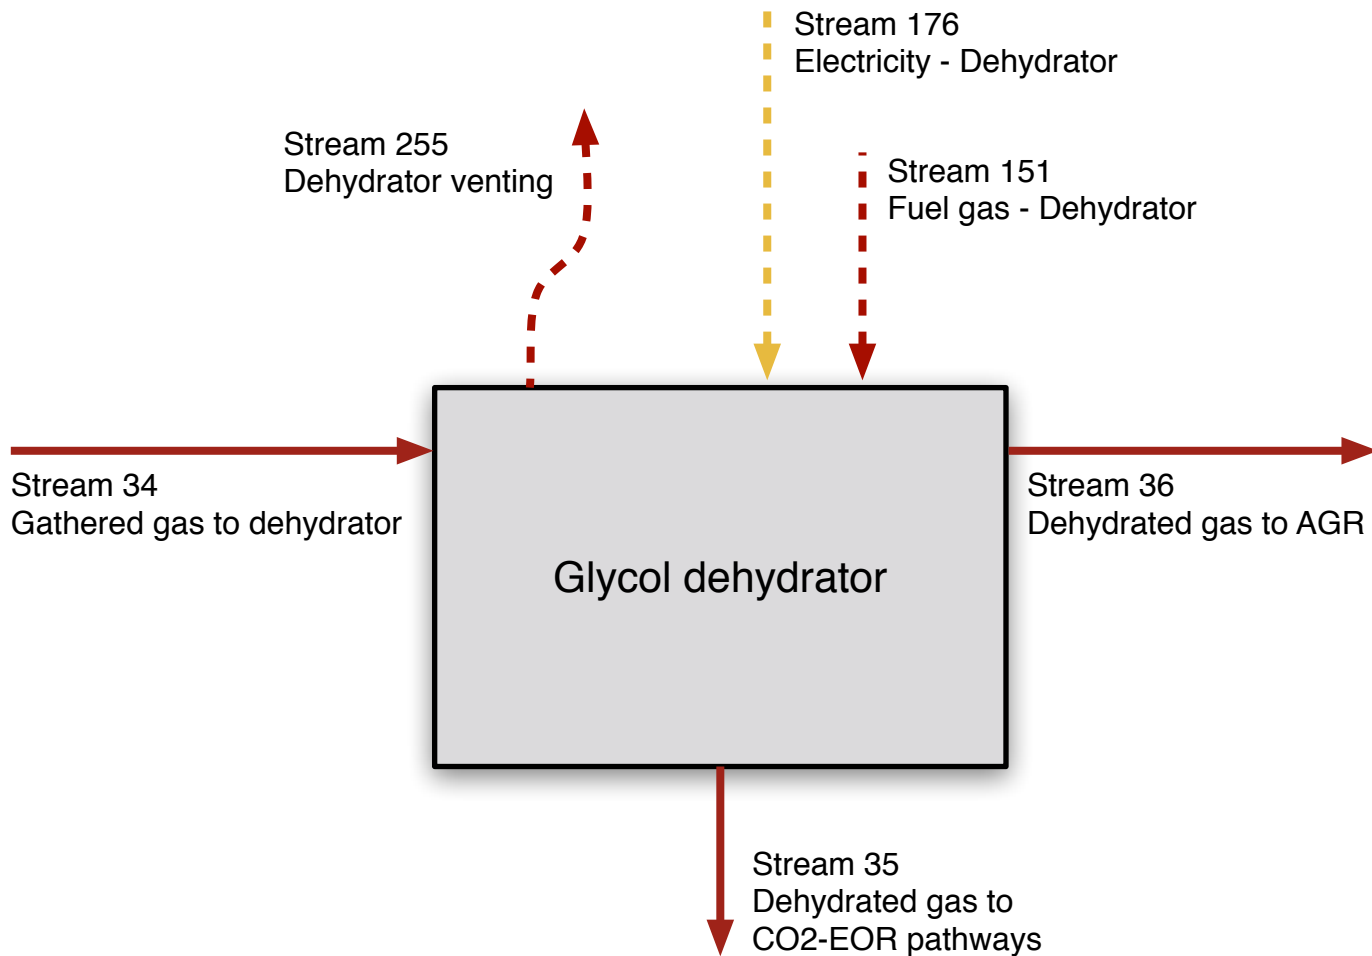 Stream 176
Electricity - Dehydrator
Stream 255
Dehydrator venting
Stream 151
Fuel gas - Dehydrator
Stream 34
Gathered gas to dehydrator
Stream 36
Dehydrated gas to AGR
Glycol dehydrator
Stream 35
Dehydrated gas to
CO2-EOR pathways